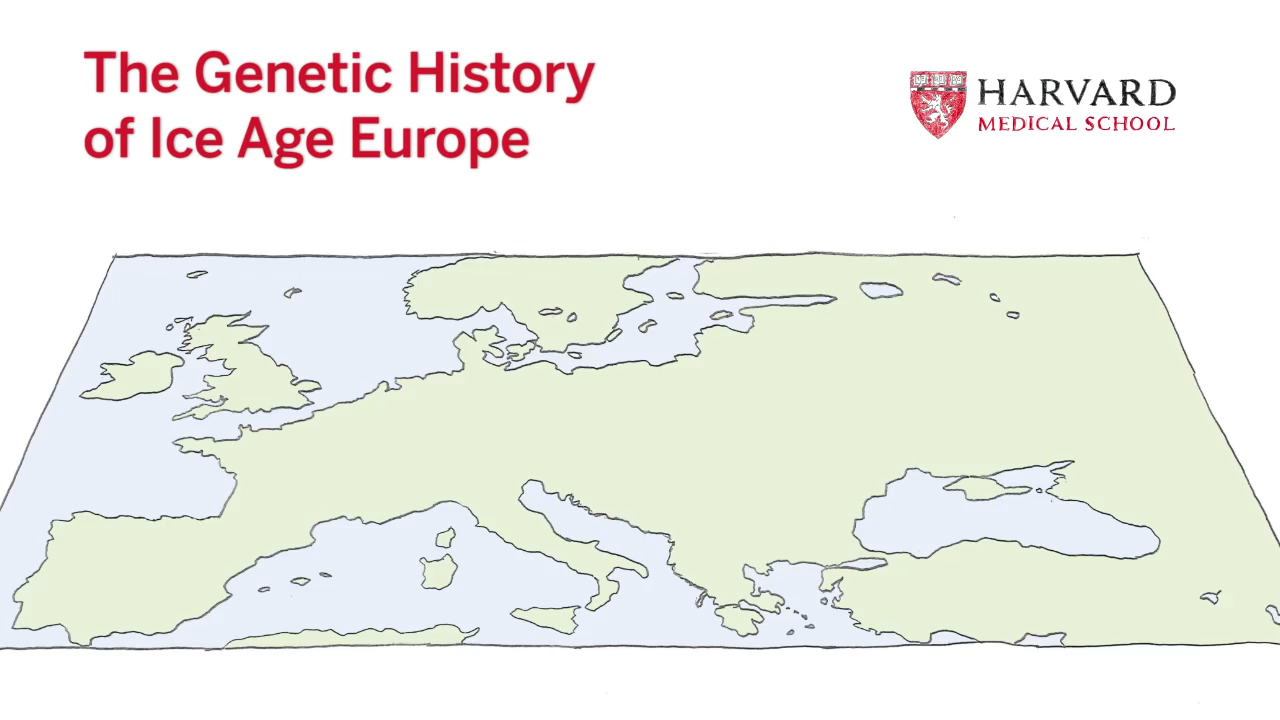 The Genetic History
of Ice Age Europe
HARVARD
MEDICAL SCHOOL